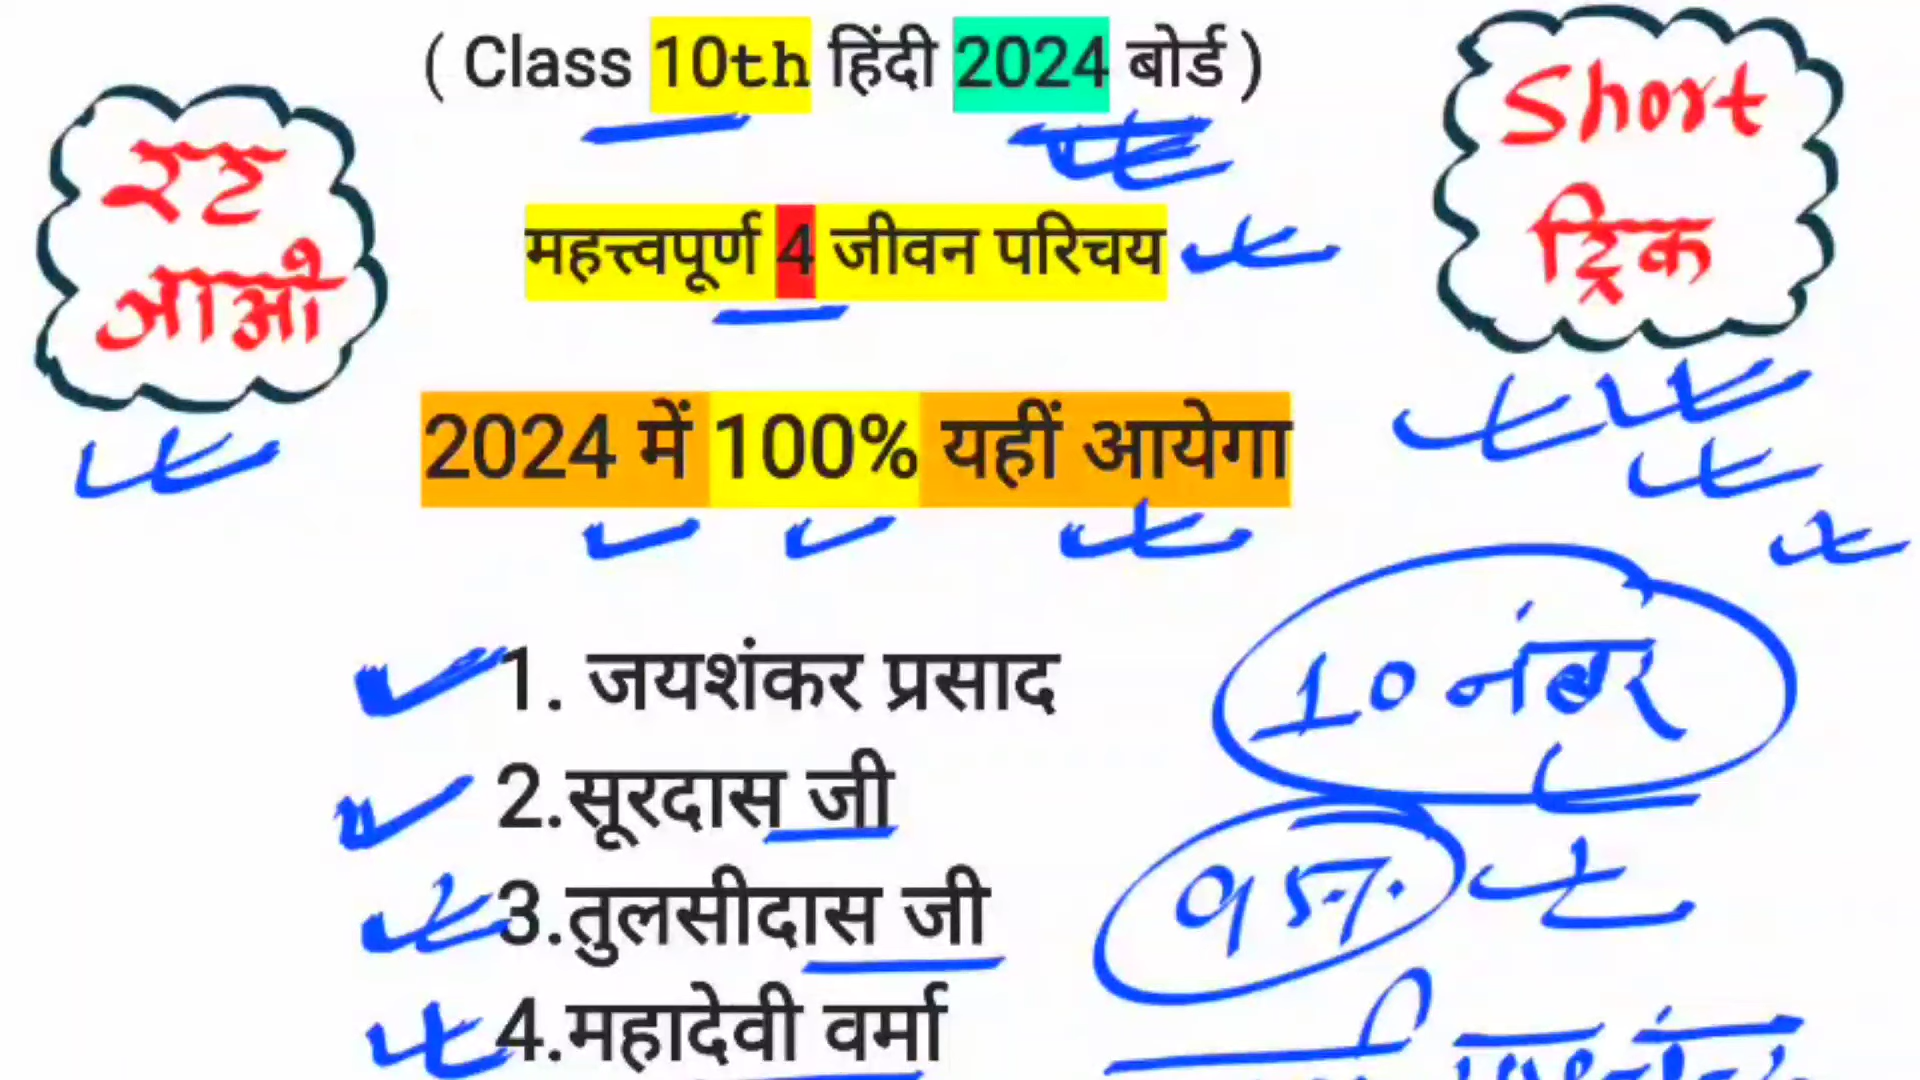 ( Class 10th हिंदी 2024 बोर्ड )
रट
आओ
Short
ट्रिक
महत्त्वपूर्ण 4 जीवन परिचय
2024 में 100% यहीं आयेगा
1. जयशंकर प्रसाद
10 नंबर
2.सूरदास जी
3.तुलसीदास जी
95%
4.महादेवी वर्मा